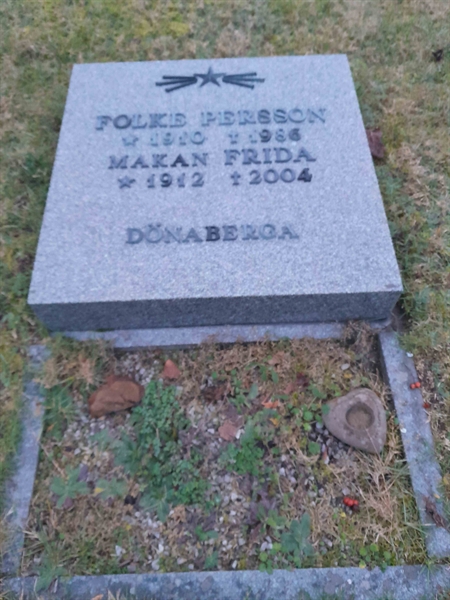 FOLKE PERSSON
* 1910 † 1986
MAKAN FRIDA
* 1912 † 2004
DÖNABERGA